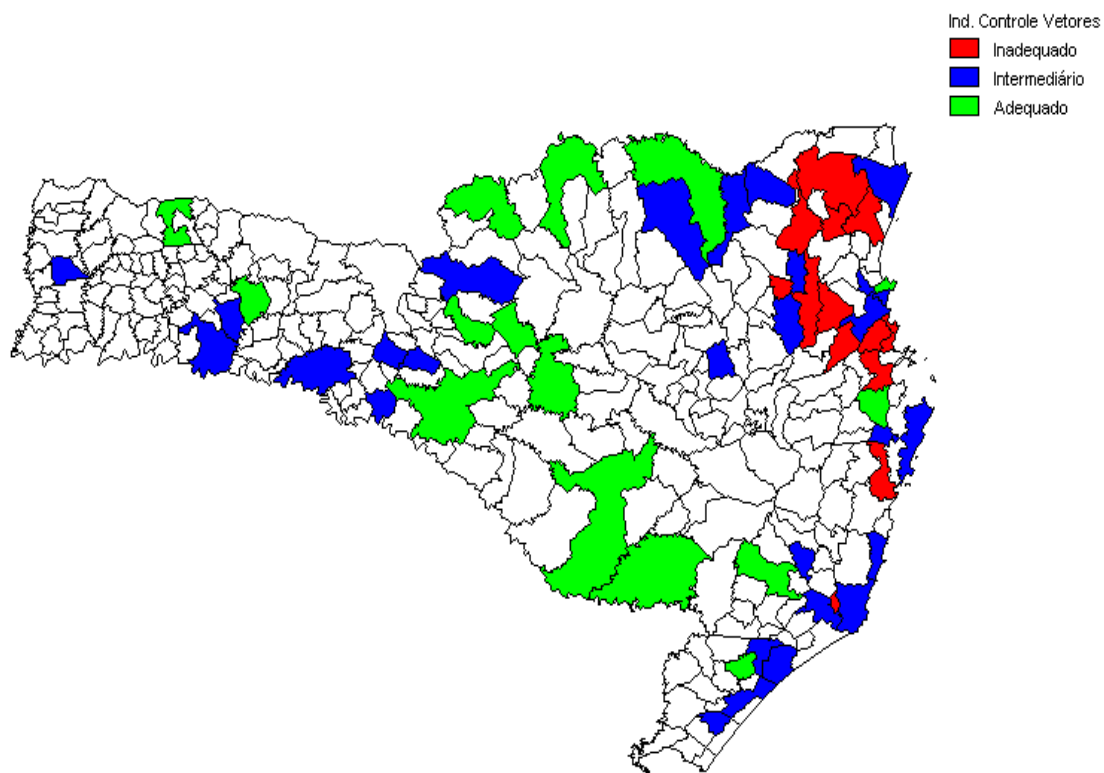 Ind. Controle Vetores
Inadequado
Intermediário
Adequado